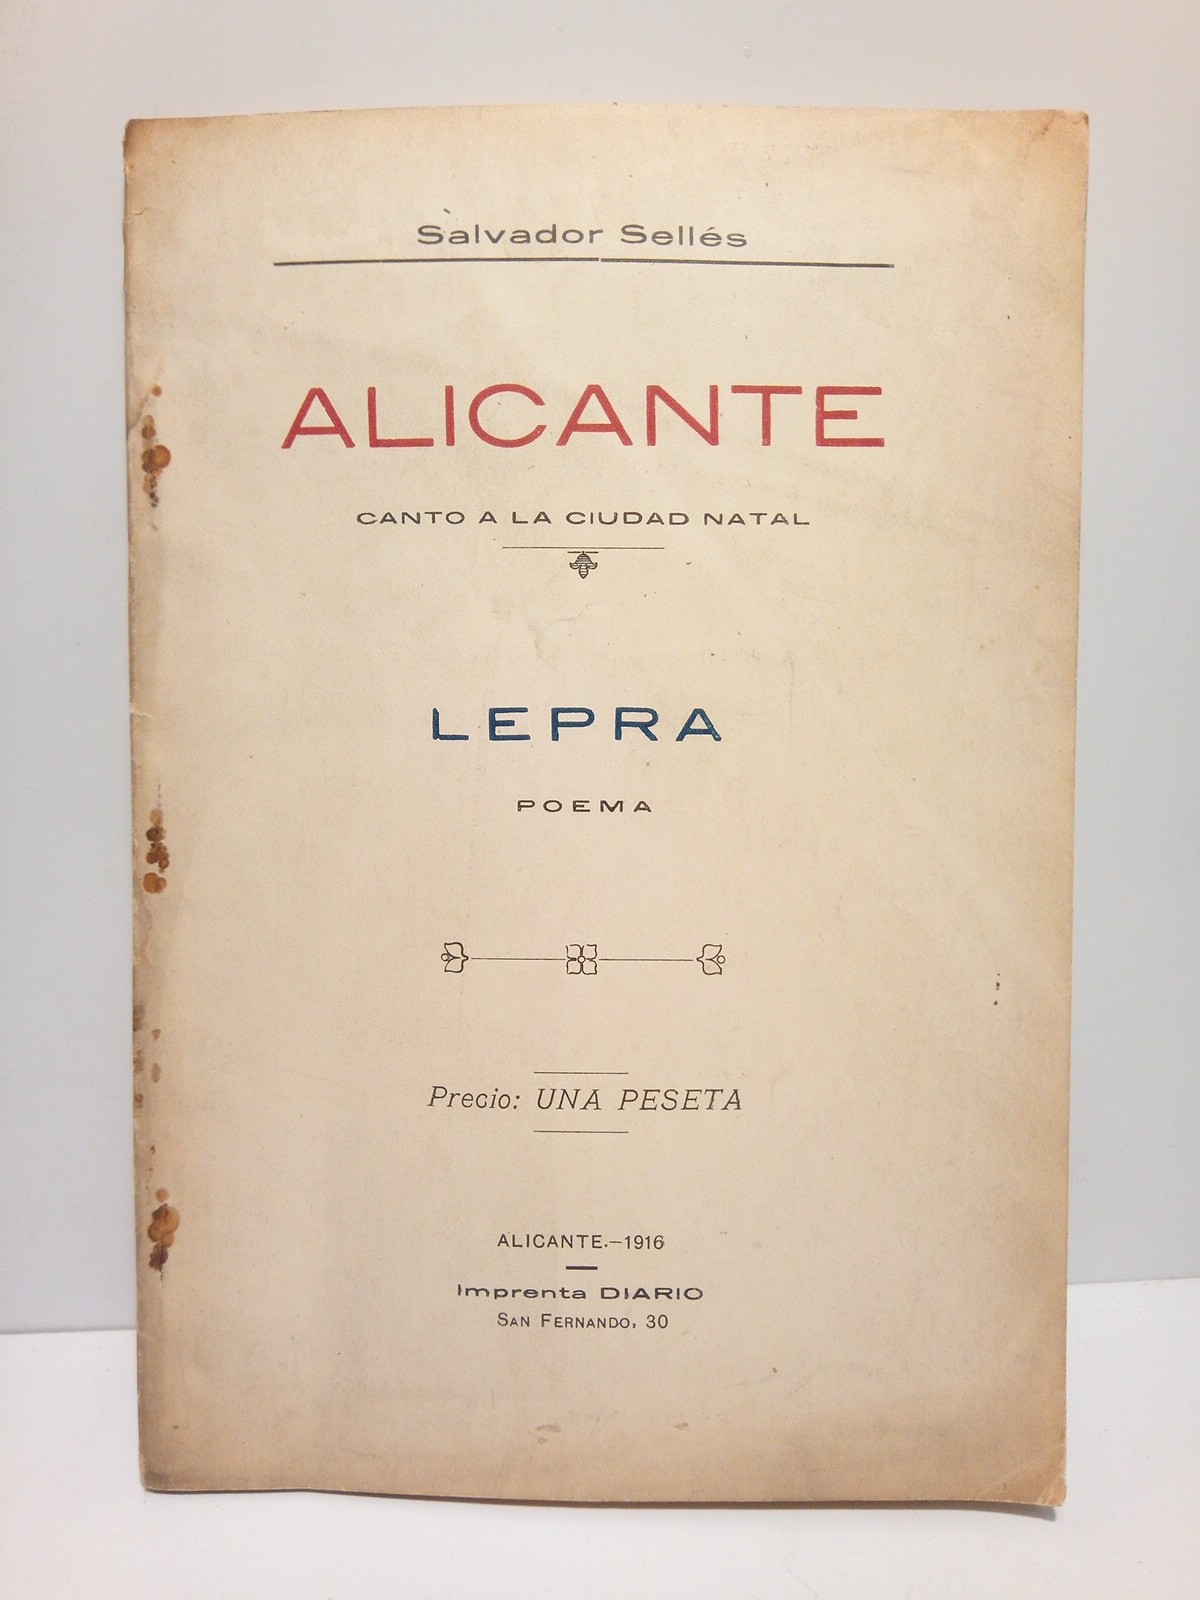 Salvador Sellés
ALICANTE
CANTO A LA CIUDAD NATAL
LEPRA
POEMA
Precio: UNA PESETA
ALICANTE.—1916
Imprenta DIARIO
SAN FERNANDO, 30